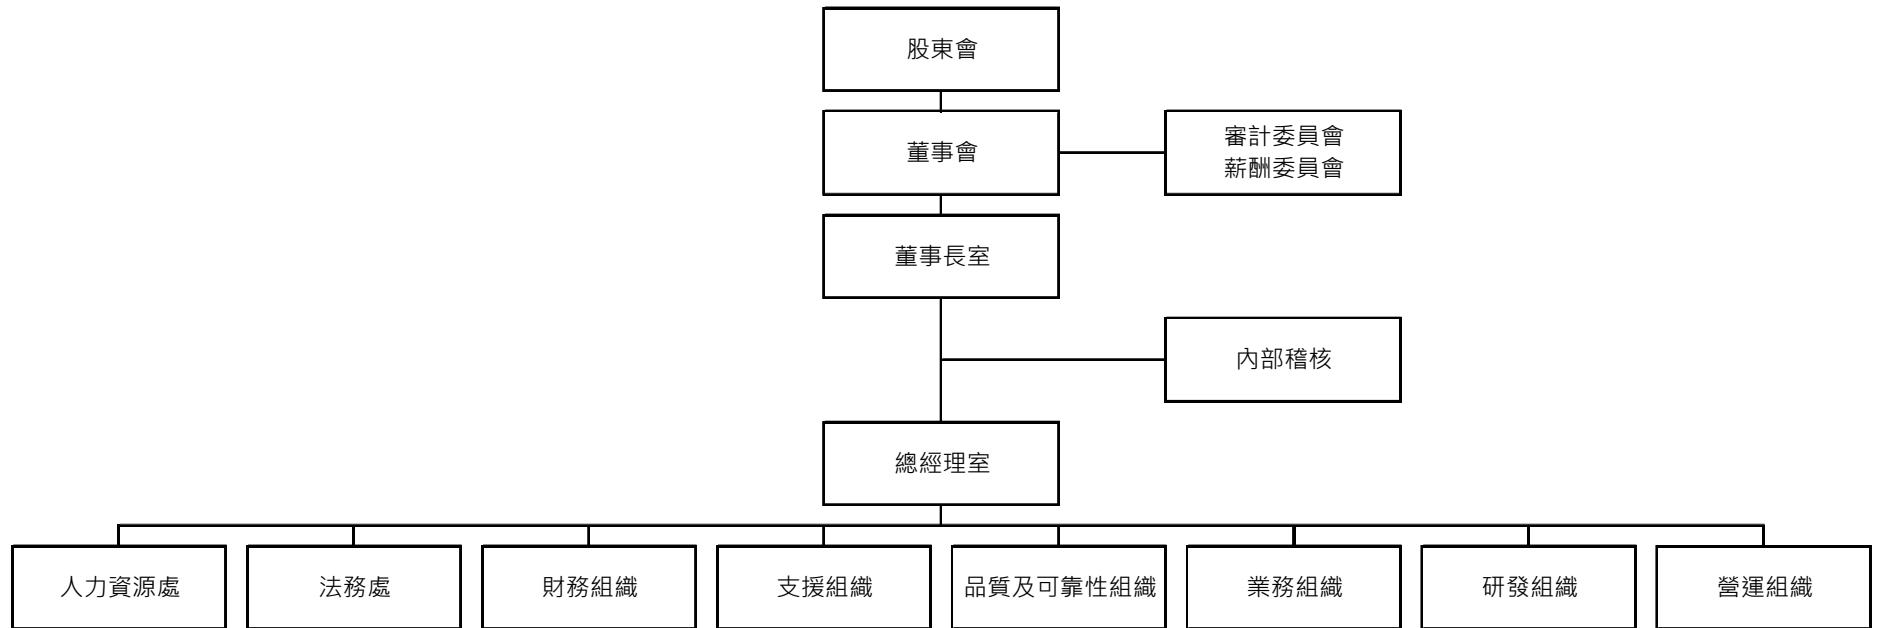 股東會
董事會
審計委員會
薪酬委員會
董事長室
內部稽核
總經理室
人力資源處
法務處
財務組織
支援組織
品質及可靠性組織
業務組織
研發組織
營運組織